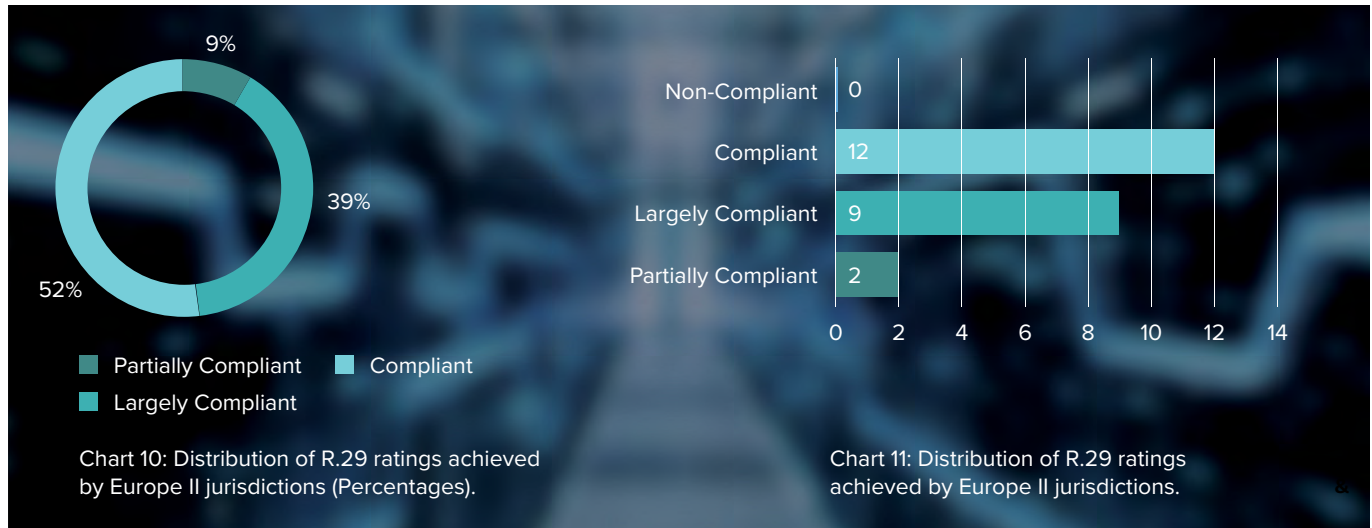 9%
39%
52%
Partially Compliant
Compliant
Largely Compliant
Chart 10: Distribution of R.29 ratings achieved
by Europe II jurisdictions (Percentages).
Non-Compliant
0
Compliant
12
Largely Compliant
9
Partially Compliant
2
0 2 4 6 8 10 12 14
Chart 11: Distribution of R.29 ratings
achieved by Europe II jurisdictions.
&